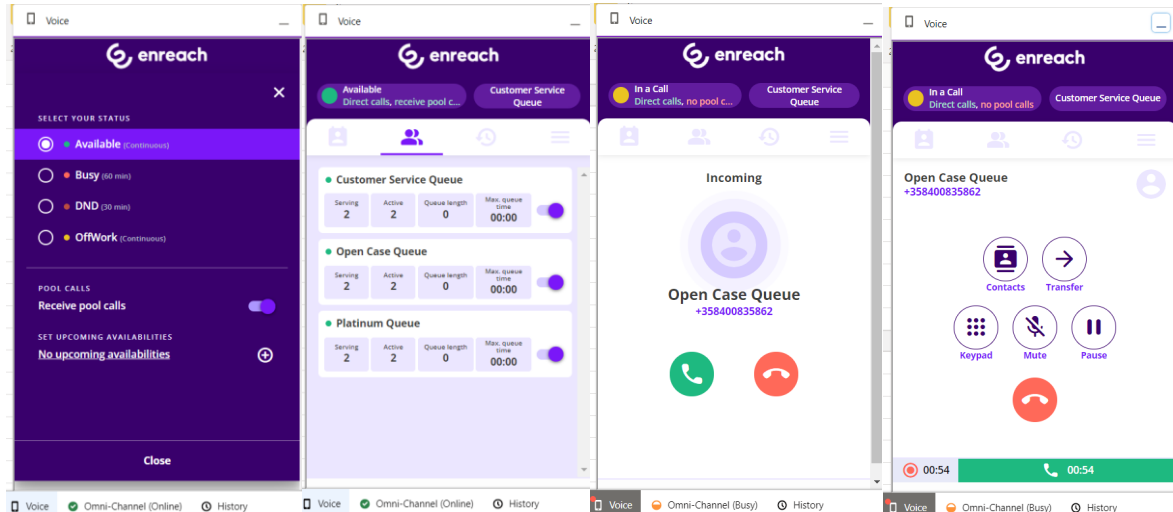 Voice
enreach
SELECT YOUR STATUS
Available (Continuous)
Busy (60 min)
DND (30 min)
OffWork (Continuous)
POOL CALLS
Receive pool calls
SET UPCOMING AVAILABILITIES
No upcoming availabilities
Close
Voice Omni-Channel (Online) History
Voice
enreach
Available
Direct calls, receive pool c...
Customer Service
Queue
Customer Service Queue
Serving Active Queue length Max. queue
time
2 2 0 00:00
Open Case Queue
Serving Active Queue length Max. queue
time
2 2 0 00:00
Platinum Queue
Serving Active Queue length Max. queue
time
2 2 0 00:00
Voice Omni-Channel (Online) History
Voice
enreach
In a Call
Direct calls, no pool c...
Customer Service
Queue
Incoming
Open Case Queue
+358400835862
Voice Omni-Channel (Busy) History
Voice
enreach
In a Call
Direct calls, no pool calls
Customer Service Queue
Open Case Queue
+358400835862
Contacts Transfer
Keypad Mute Pause
00:54 00:54
Voice Omni-Channel (Busy) History